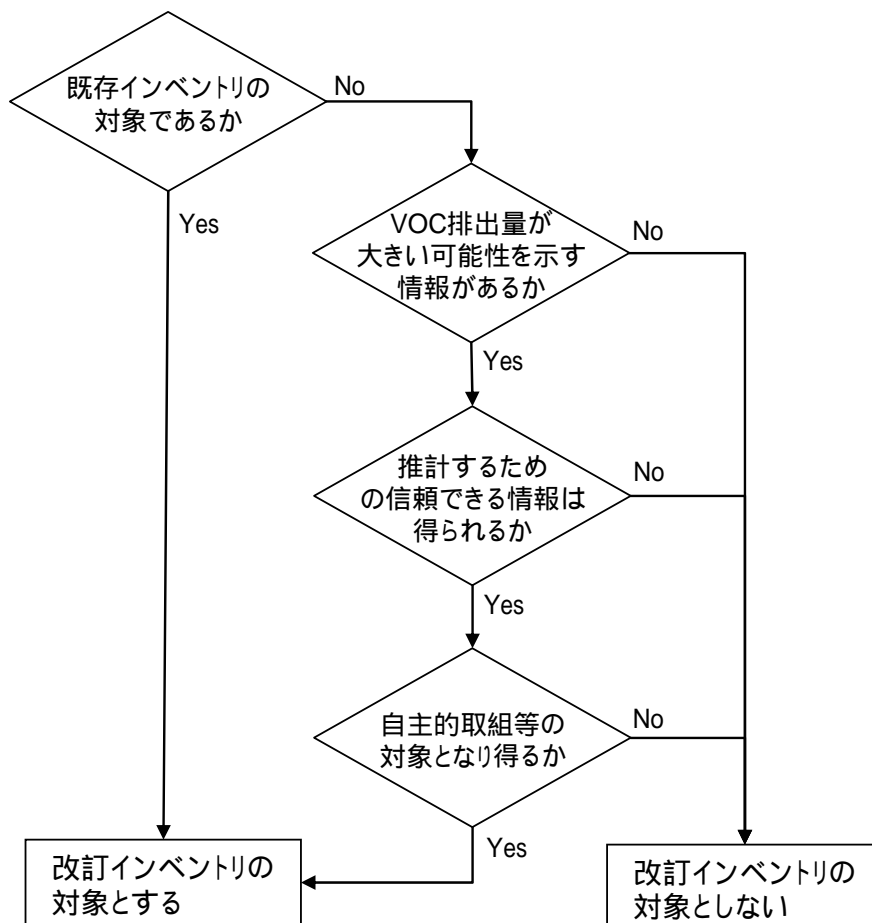 既存インベントリの
対象であるか
No
Yes
VOC排出量が
大きい可能性を示す
情報があるか
No
Yes
推計するため
の信頼できる情報は
得られるか
No
Yes
自主的取組等の
対象となり得るか
No
Yes
改訂インベントリの
対象とする
改訂インベントリの
対象としない